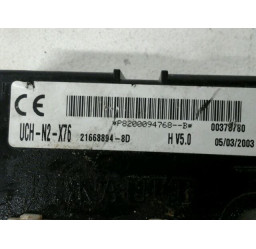 CE
*P8200094768--B*
00378760
UCH-N2-X76
21668894-8D
H V5.0
05/03/2003